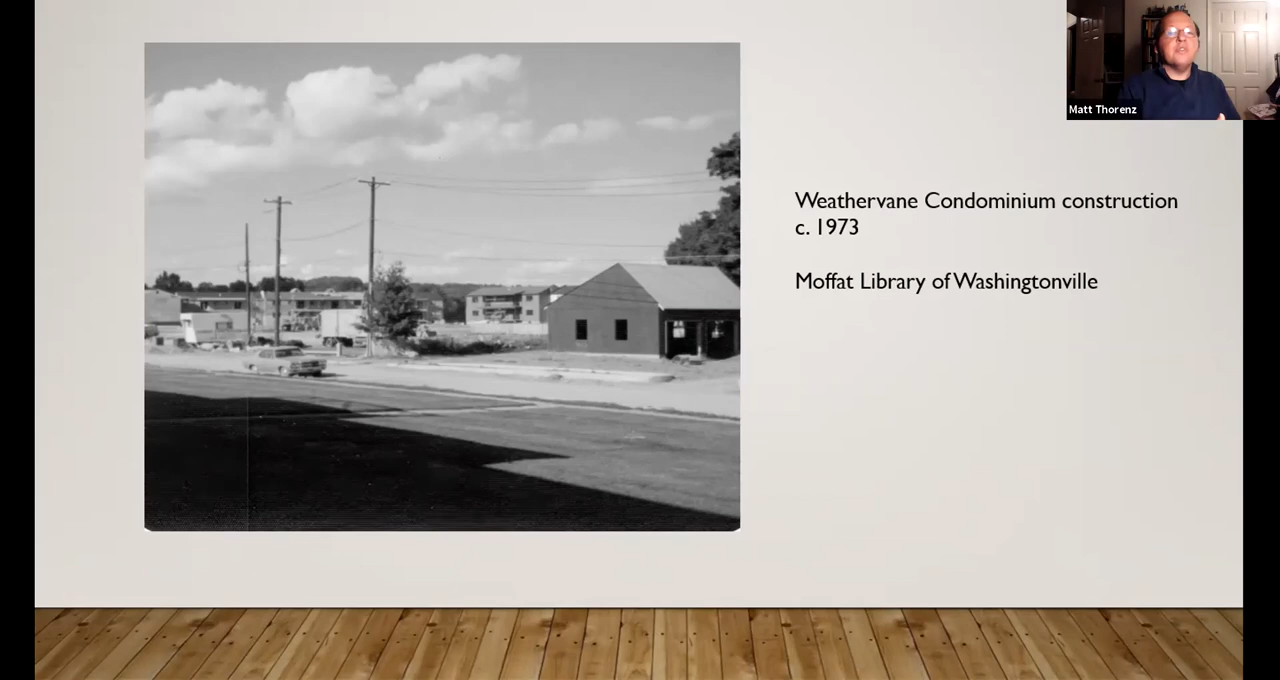 Matt Thorenz
Weathervane Condominium construction
c. 1973
Moffat Library of Washingtonville